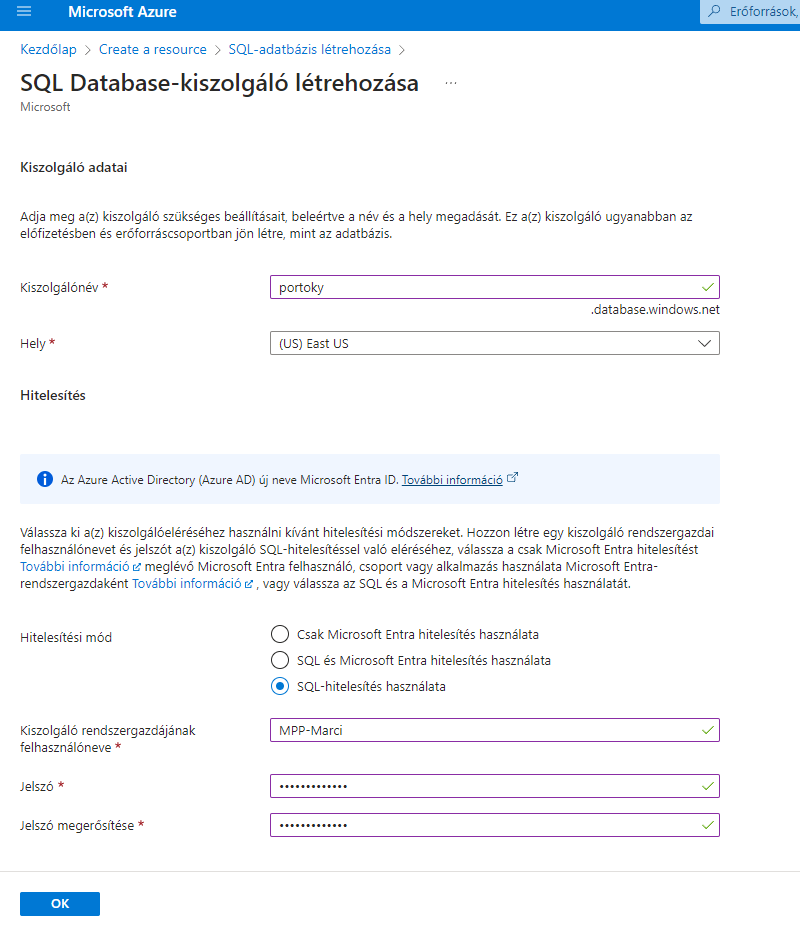 Microsoft Azure
Erőforrások,
Kezdőlap > Create a resource > SQL-adatbázis létrehozása >
SQL Database-kiszolgáló létrehozása ...
Microsoft
Kiszolgáló adatai
Adja meg a(z) kiszolgáló szükséges beállításait, beleértve a név és a hely megadását. Ez a(z) kiszolgáló ugyanabban az
előfizetésben és erőforráscsoportban jön létre, mint az adatbázis.
Kiszolgálónév *
portoky
.database.windows.net
Hely *
(US) East US
Hitelesítés
Az Azure Active Directory (Azure AD) új neve Microsoft Entra ID. További információ
Válassza ki a(z) kiszolgálóeléréséhez használni kívánt hitelesítési módszereket. Hozzon létre egy kiszolgáló rendszergazdai
felhasználónevet és jelszót a(z) kiszolgáló SQL-hitelesítéssel való eléréséhez, válassza a csak Microsoft Entra hitelesítést
További információ meglévő Microsoft Entra felhasználó, csoport vagy alkalmazás használata Microsoft Entra-
rendszergazdaként További információ , vagy válassza az SQL és a Microsoft Entra hitelesítés használatát.
Hitelesítési mód
Csak Microsoft Entra hitelesítés használata
SQL és Microsoft Entra hitelesítés használata
SQL-hitelesítés használata
Kiszolgáló rendszergazdájának
felhasználóneve *
MPP-Marci
Jelszó *
•••••••••••••
Jelszó megerősítése *
•••••••••••••
OK